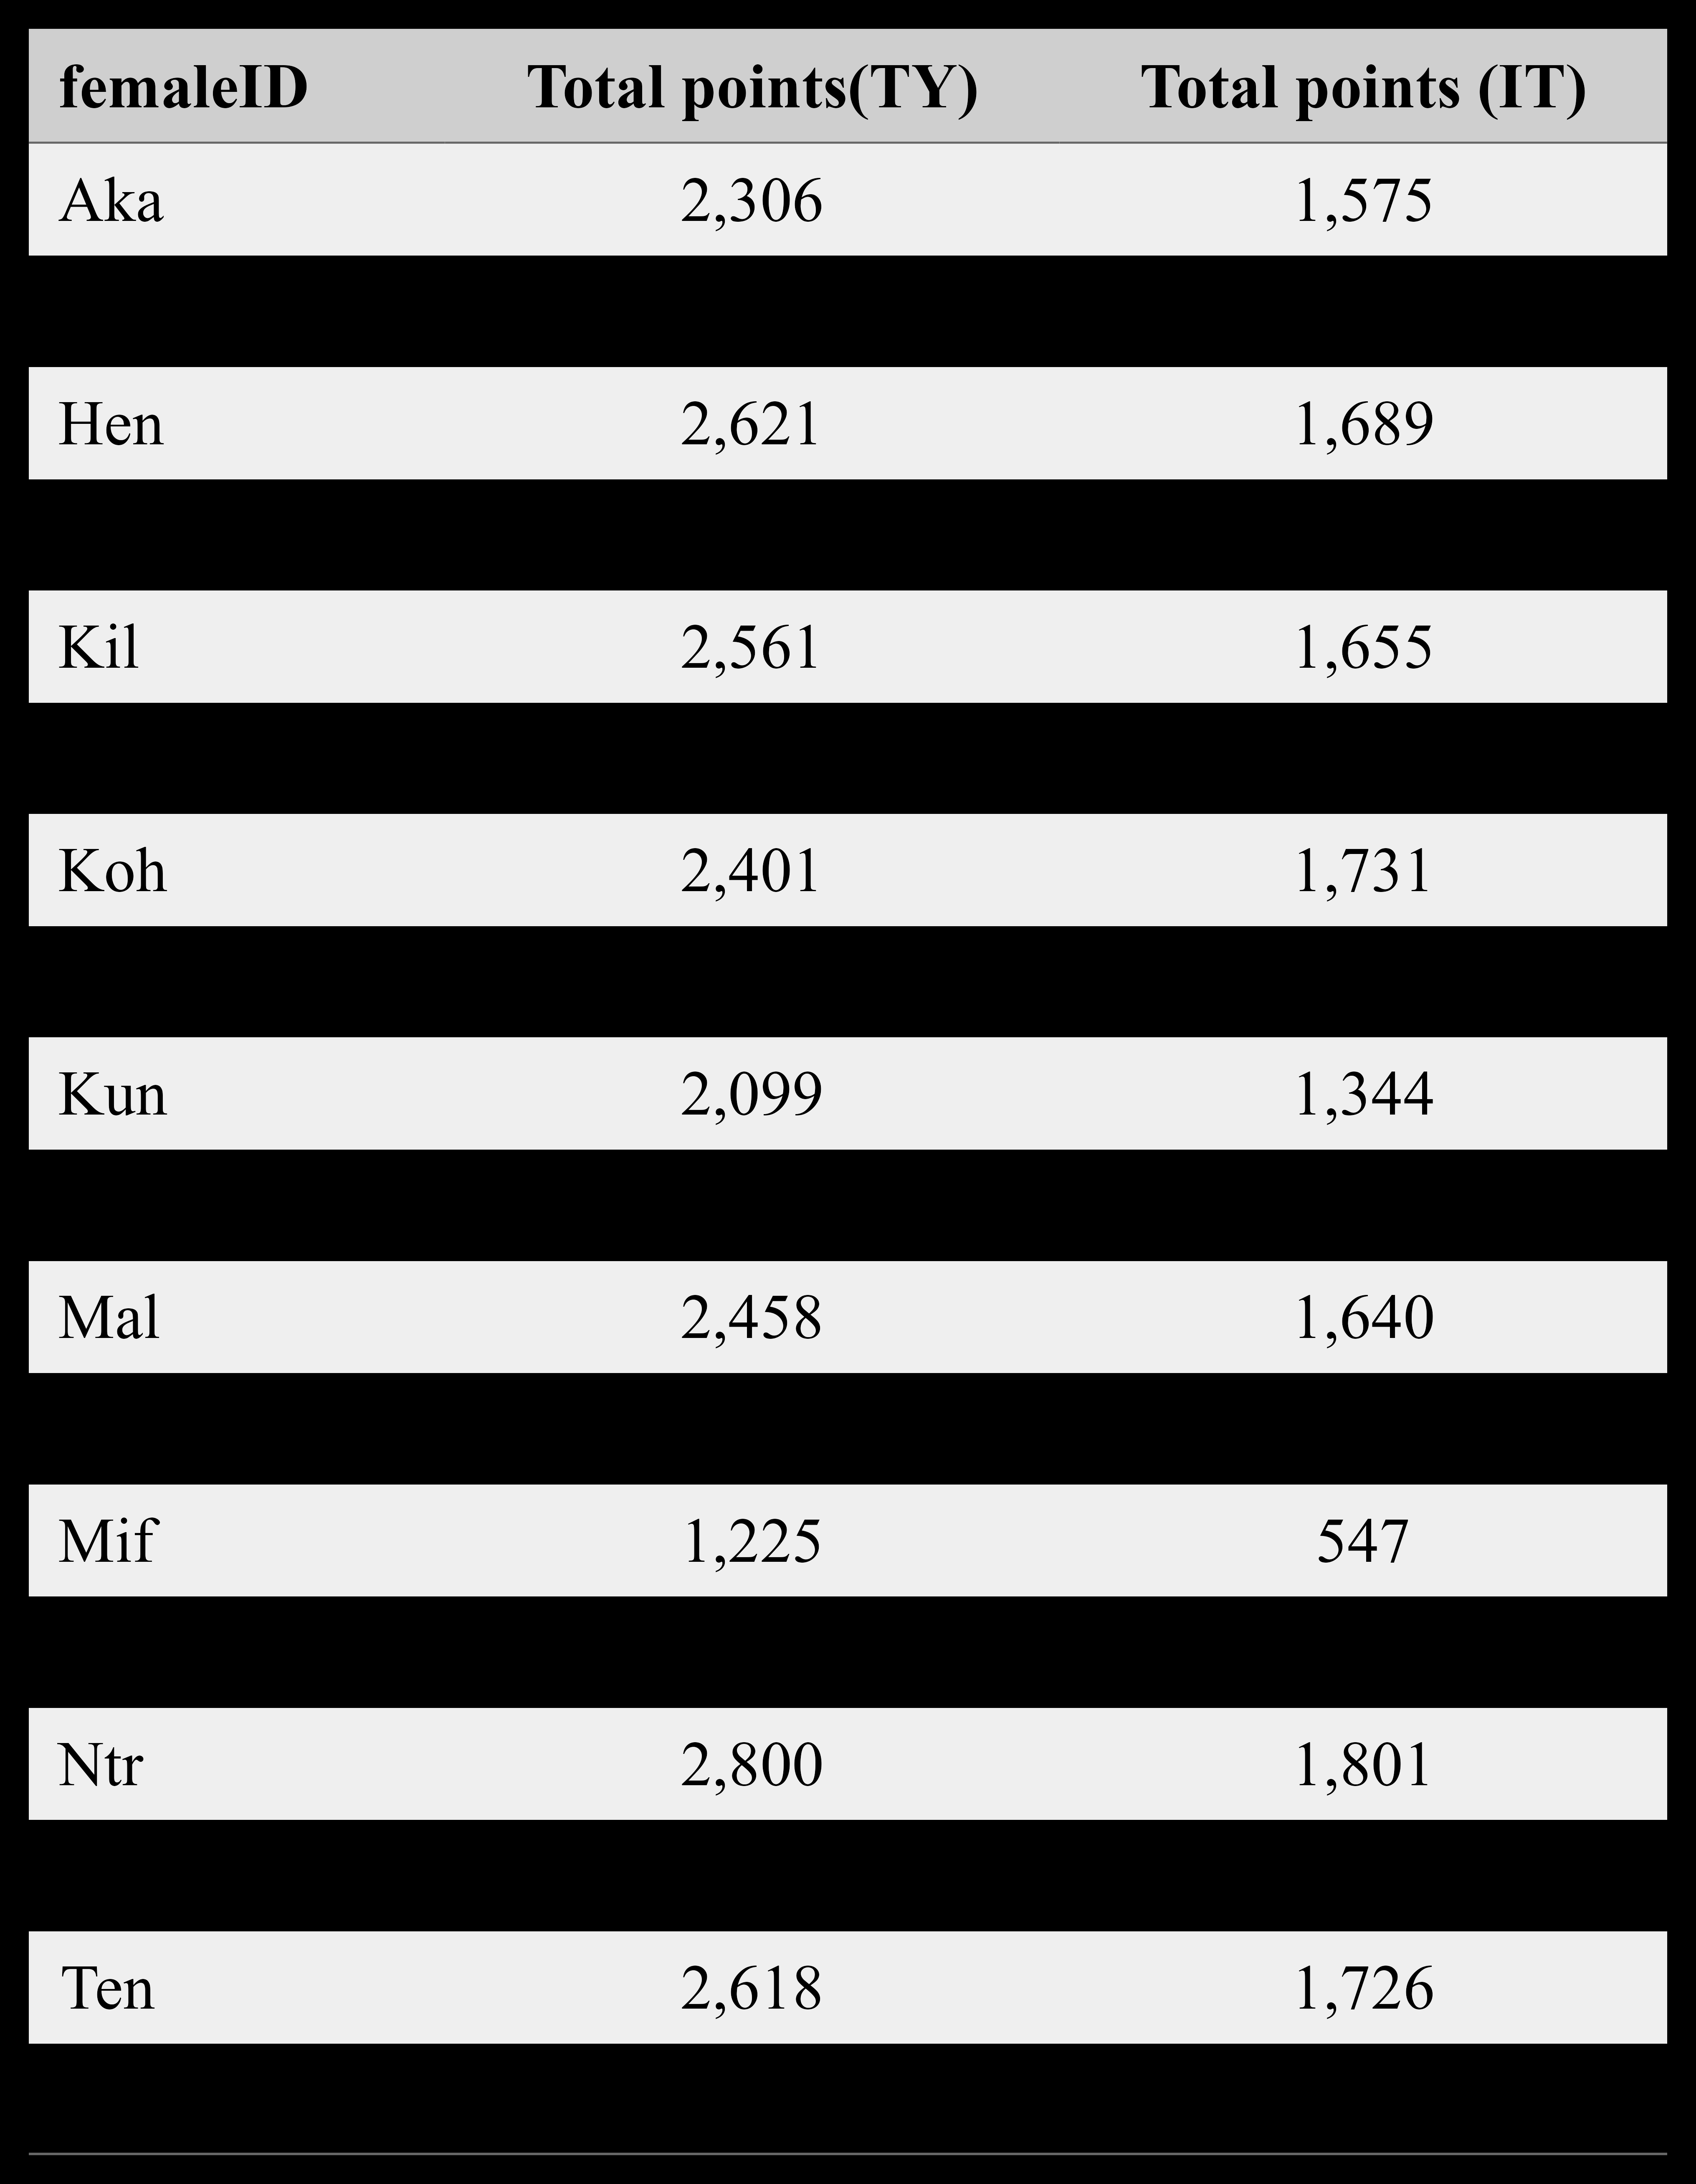 femaleID Total points(TY) Total points (IT)
Aka 2,306 1,575
Hen 2,621 1,689
Kil 2,561 1,655
Koh 2,401 1,731
Kun 2,099 1,344
Mal 2,458 1,640
Mif 1,225 547
Ntr 2,800 1,801
Ten 2,618 1,726